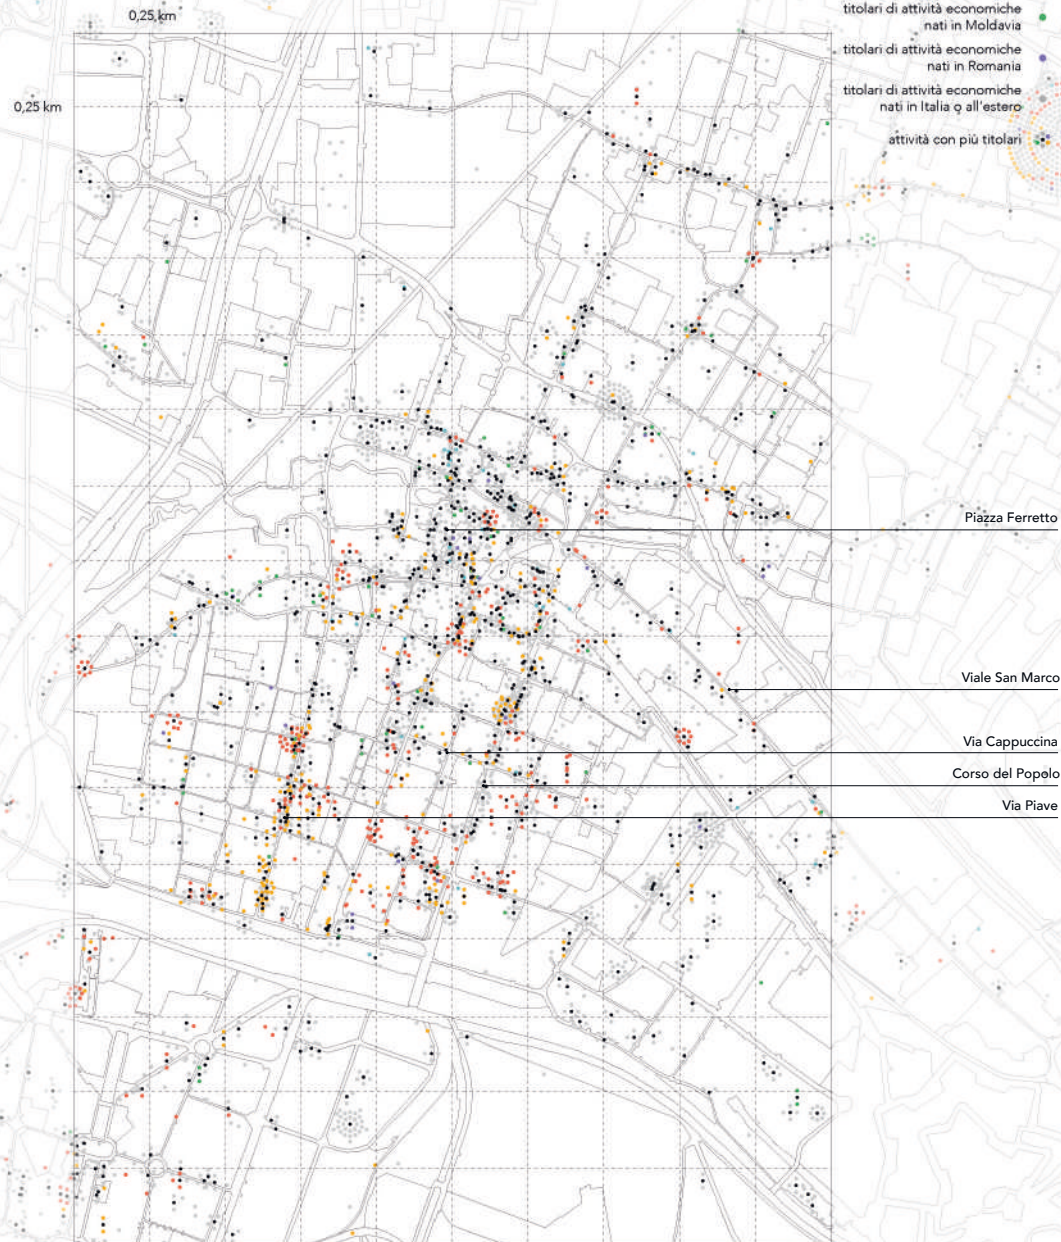 0,25 km
0,25 km
titolari di attività economiche
nati in Moldavia
titolari di attività economiche
nati in Romania
titolari di attività economiche
nati in Italia o all'estero
attività con più titolari
Piazza Ferretto
Viale San Marco
Via Cappuccina
Corso del Popolo
Via Piave